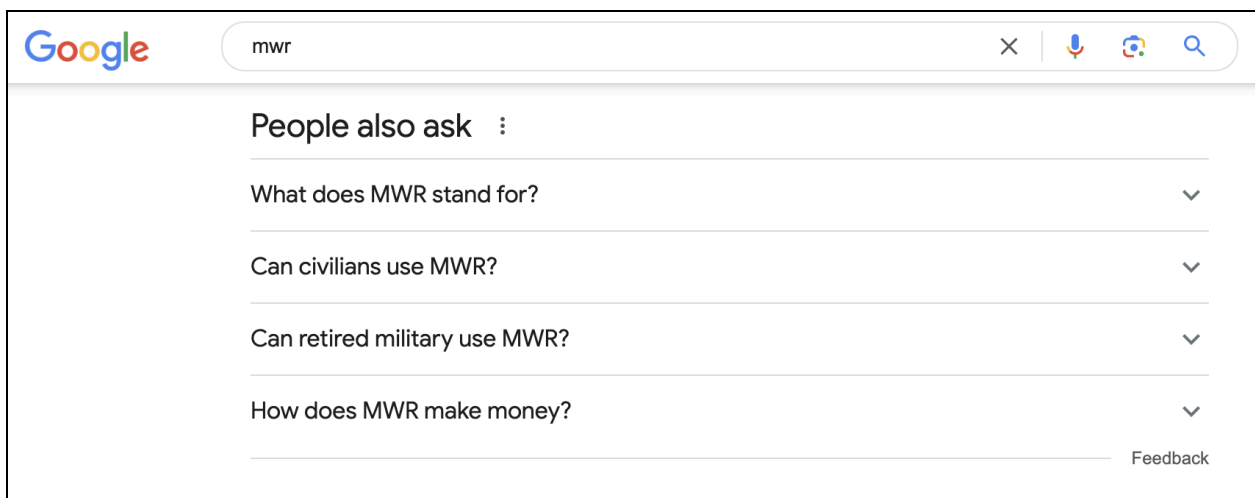 Google
mwr
People also ask
What does MWR stand for?
Can civilians use MWR?
Can retired military use MWR?
How does MWR make money?
Feedback